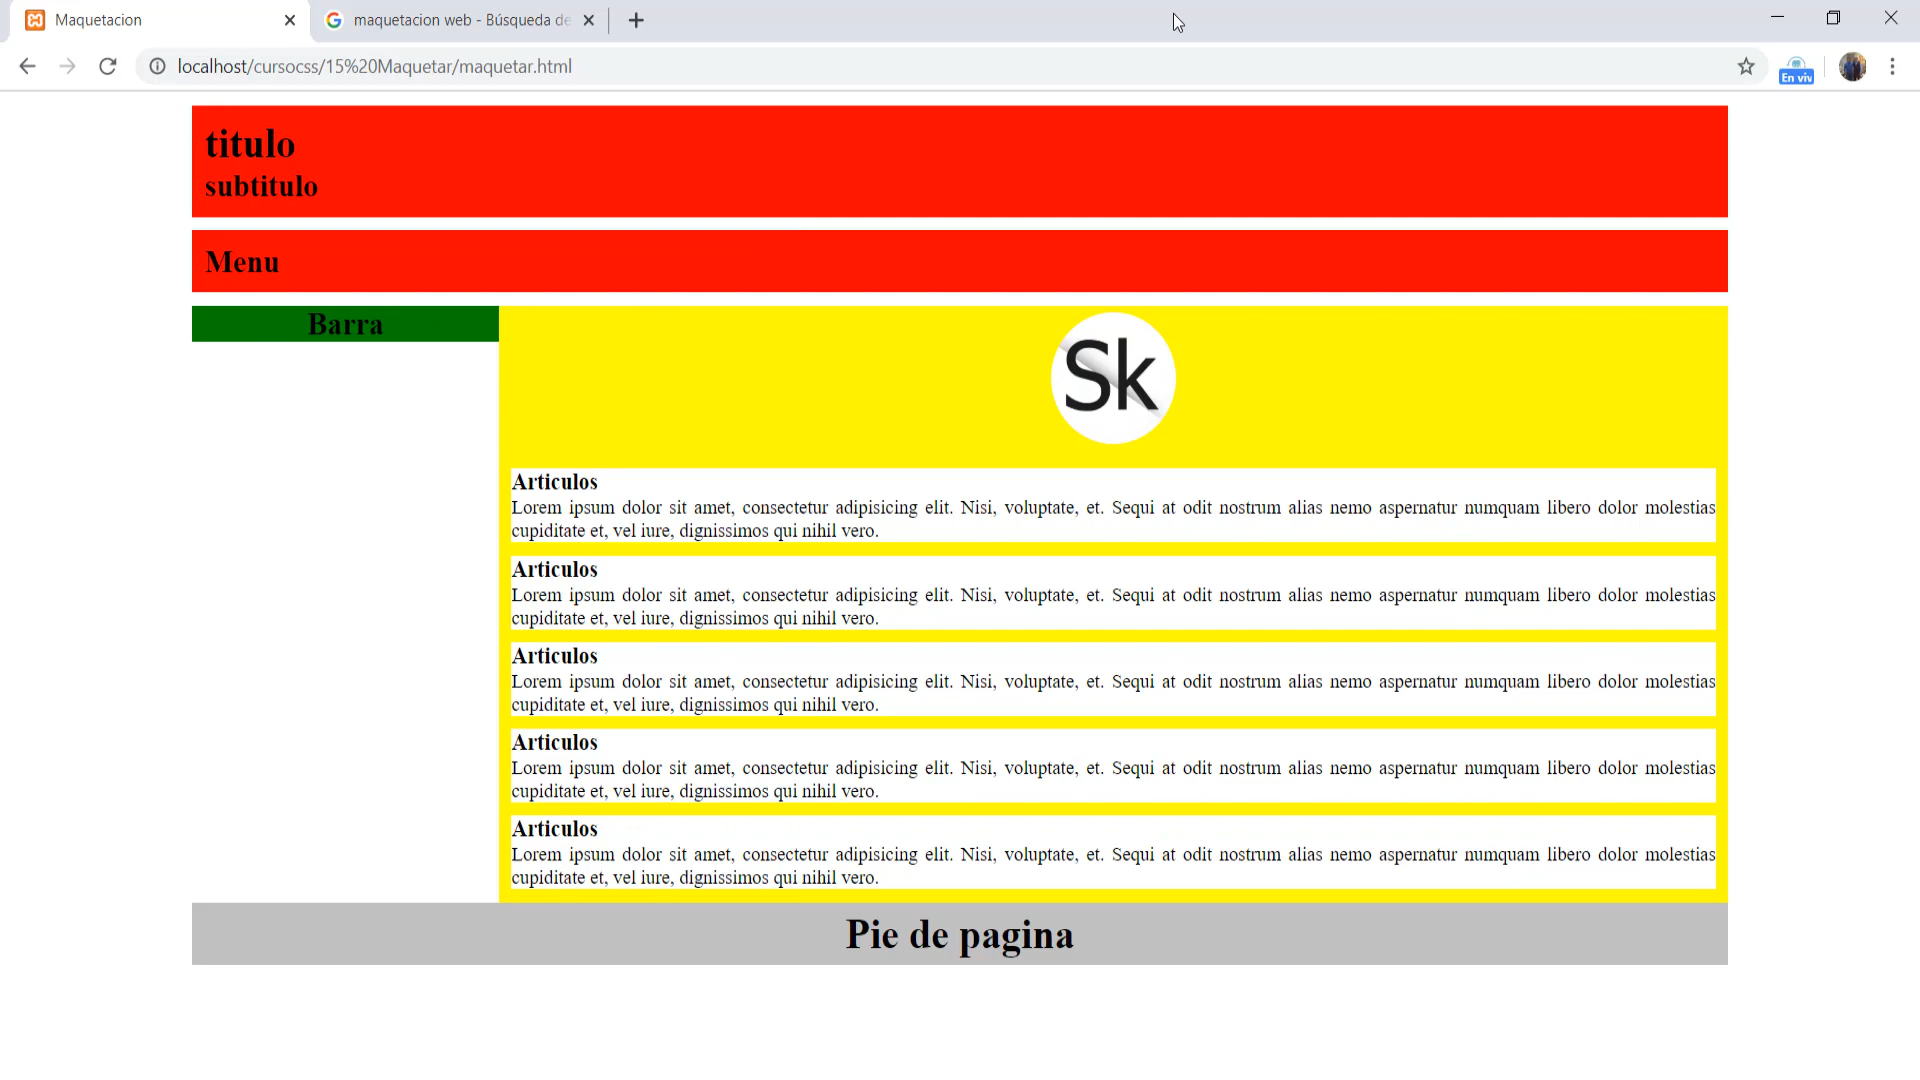 Maquetacion
maquetacion web - Búsqueda de
localhost/cursocss/15%20Maquetar/maquetar.html
En viv
titulo
subtitulo
Menu
Barra
Sk
Articulos
Lorem ipsum dolor sit amet, consectetur adipisicing elit. Nisi, voluptate, et. Sequi at odit nostrum alias nemo aspernatur numquam libero dolor molestias
cupiditate et, vel iure, dignissimos qui nihil vero.
Articulos
Lorem ipsum dolor sit amet, consectetur adipisicing elit. Nisi, voluptate, et. Sequi at odit nostrum alias nemo aspernatur numquam libero dolor molestias
cupiditate et, vel iure, dignissimos qui nihil vero.
Articulos
Lorem ipsum dolor sit amet, consectetur adipisicing elit. Nisi, voluptate, et. Sequi at odit nostrum alias nemo aspernatur numquam libero dolor molestias
cupiditate et, vel iure, dignissimos qui nihil vero.
Articulos
Lorem ipsum dolor sit amet, consectetur adipisicing elit. Nisi, voluptate, et. Sequi at odit nostrum alias nemo aspernatur numquam libero dolor molestias
cupiditate et, vel iure, dignissimos qui nihil vero.
Articulos
Lorem ipsum dolor sit amet, consectetur adipisicing elit. Nisi, voluptate, et. Sequi at odit nostrum alias nemo aspernatur numquam libero dolor molestias
cupiditate et, vel iure, dignissimos qui nihil vero.
Pie de pagina